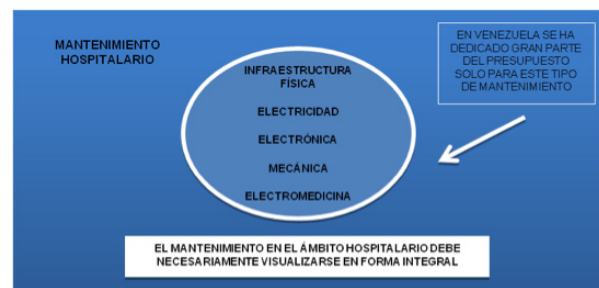 MANTENIMIENTO
HOSPITALARIO
EN VENEZUELA SE HA
DEDICADO GRAN PARTE
DEL PRESUPUESTO
SOLO PARA ESTE TIPO
DE MANTENIMIENTO
INFRAESTRUCTURA
FÍSICA
ELECTRICIDAD
ELECTRÓNICA
MECÁNICA
ELECTROMEDICINA
EL MANTENIMIENTO EN EL ÁMBITO HOSPITALARIO DEBE
NECESARIAMENTE VISUALIZARSE EN FORMA INTEGRAL